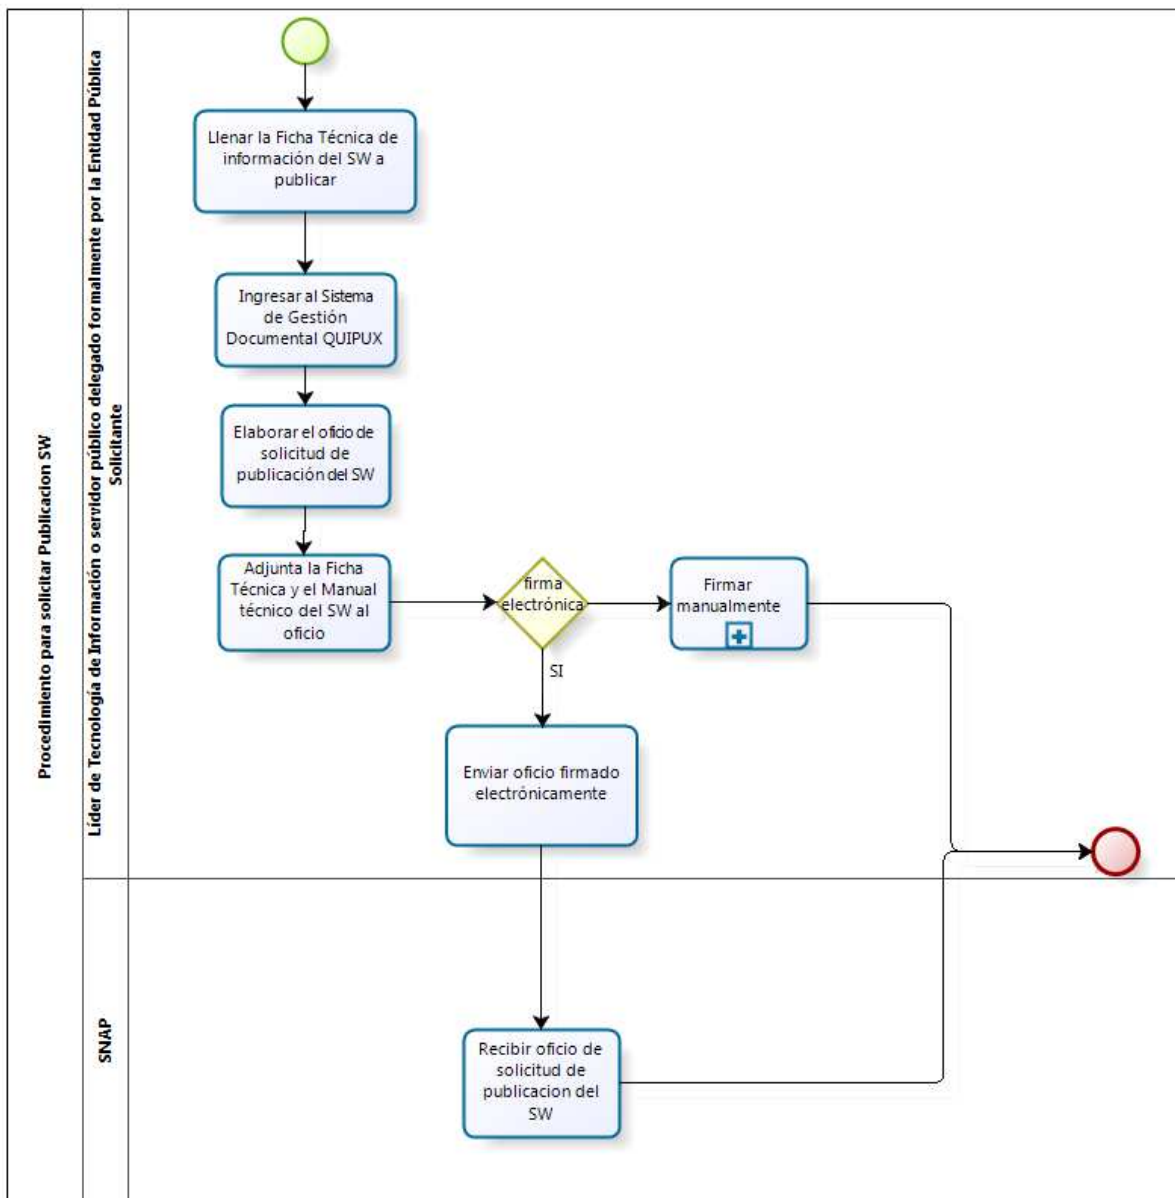 Procedimiento para solicitar Publicacion SW
Líder de Tecnología de Información o servidor público delegado formalmente por la Entidad Pública
Solicitante
Llenar la Ficha Técnica de
información del SW a
publicar
Ingresar al Sistema
de Gestión
Documental QUIPUX
Elaborar el oficio de
solicitud de
publicación del SW
Adjunta la Ficha
Técnica y el Manual
técnico del SW al
oficio
firma
electrónica
Firmar
manualmente
SI
Enviar oficio firmado
electrónicamente
SNAP
Recibir oficio de
solicitud de
publicacion del
SW